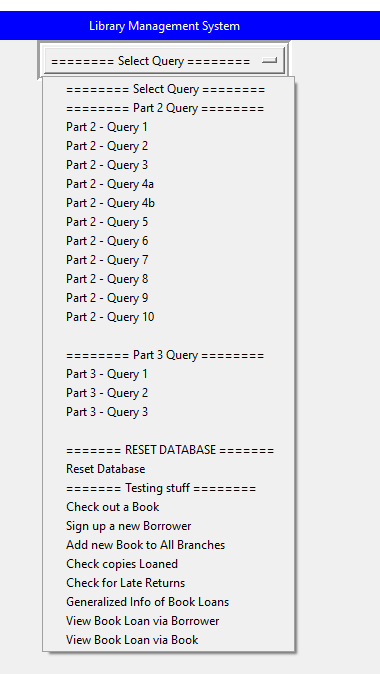 Library Management System
======== Select Query ========
======== Select Query ========
======== Part 2 Query ========
Part 2 - Query 1
Part 2 - Query 2
Part 2 - Query 3
Part 2 - Query 4a
Part 2 - Query 4b
Part 2 - Query 5
Part 2 - Query 6
Part 2 - Query 7
Part 2 - Query 8
Part 2 - Query 9
Part 2 - Query 10
======== Part 3 Query ========
Part 3 - Query 1
Part 3 - Query 2
Part 3 - Query 3
======= RESET DATABASE =======
Reset Database
======= Testing stuff ========
Check out a Book
Sign up a new Borrower
Add new Book to All Branches
Check copies Loaned
Check for Late Returns
Generalized Info of Book Loans
View Book Loan via Borrower
View Book Loan via Book